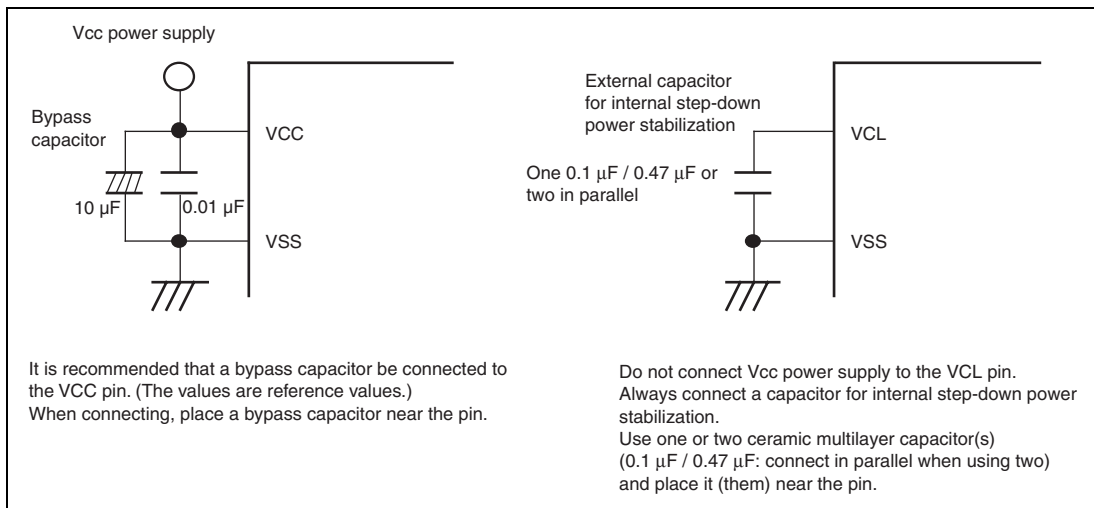 Vcc power supply
Bypass
capacitor
VCC
10 µF
0.01 µF
VSS
It is recommended that a bypass capacitor be connected to
the VCC pin. (The values are reference values.)
When connecting, place a bypass capacitor near the pin.
External capacitor
for internal step-down
power stabilization
VCL
One 0.1 µF / 0.47 µF or
two in parallel
VSS
Do not connect Vcc power supply to the VCL pin.
Always connect a capacitor for internal step-down power
stabilization.
Use one or two ceramic multilayer capacitor(s)
(0.1 µF / 0.47 µF: connect in parallel when using two)
and place it (them) near the pin.